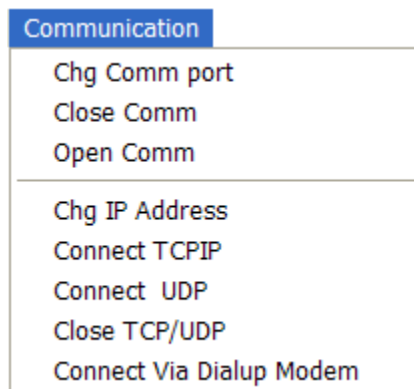 Communication
Chg Comm port
Close Comm
Open Comm
Chg IP Address
Connect TCPIP
Connect  UDP
Close TCP/UDP
Connect Via Dialup Modem